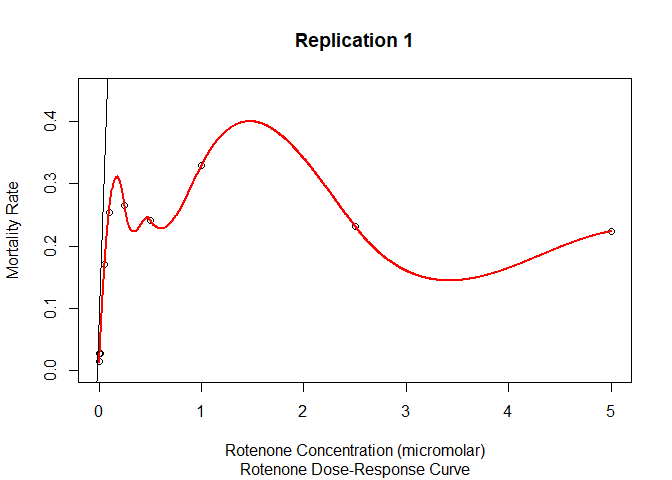 Replication 1
Mortality Rate
0.4
0.3
0.2
0.1
0.0
0 1 2 3 4 5
Rotenone Concentration (micromolar)
Rotenone Dose-Response Curve